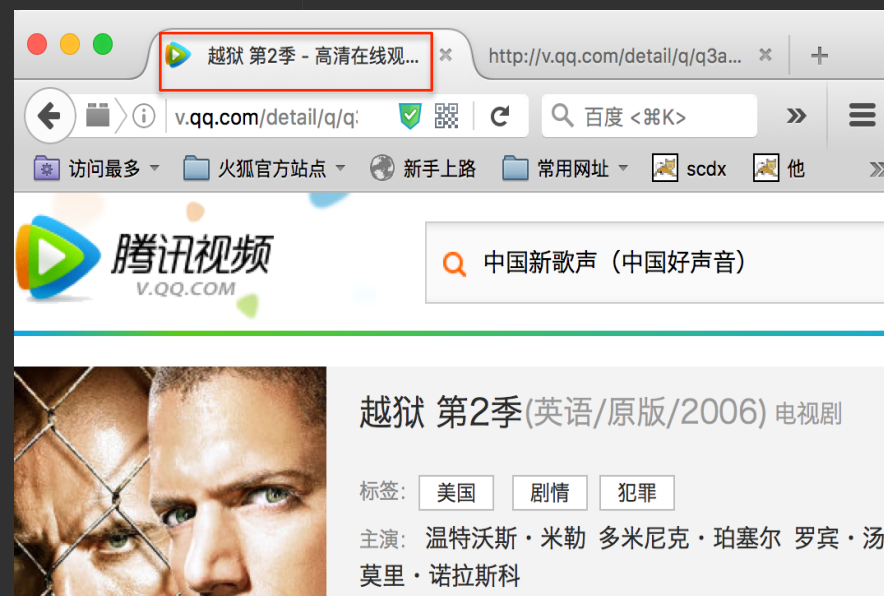 越狱 第2季 - 高清在线观...
http://v.qq.com/detail/q/q3a...
v.qq.com/detail/q/q
百度 <⌘K>
访问最多 火狐官方站点 新手上路 常用网址 scdx 他
腾讯视频
V.QQ.COM
中国新歌声（中国好声音）
越狱 第2季(英语/原版/2006) 电视剧
标签: 美国 剧情 犯罪
主演: 温特沃斯·米勒 多米尼克·珀塞尔 罗宾·汤
莫里·诺拉斯科